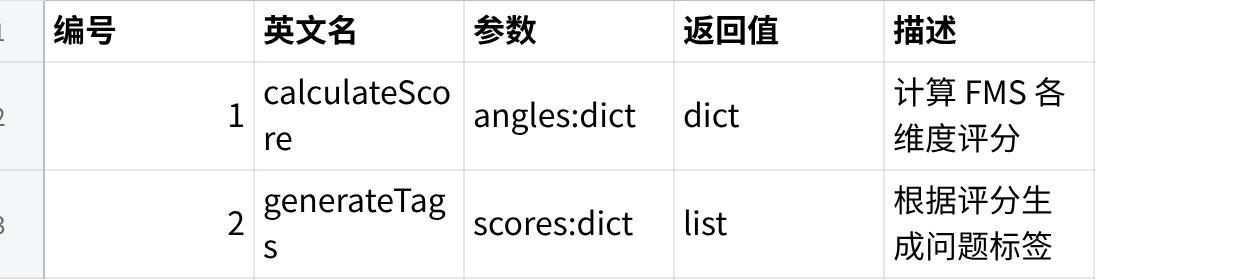 1 编号 英文名 参数 返回值 描述
2 1 calculateSco angles:dict dict 计算 FMS 各
re 维度评分
3 2 generateTag scores:dict list 根据评分生
s 成问题标签